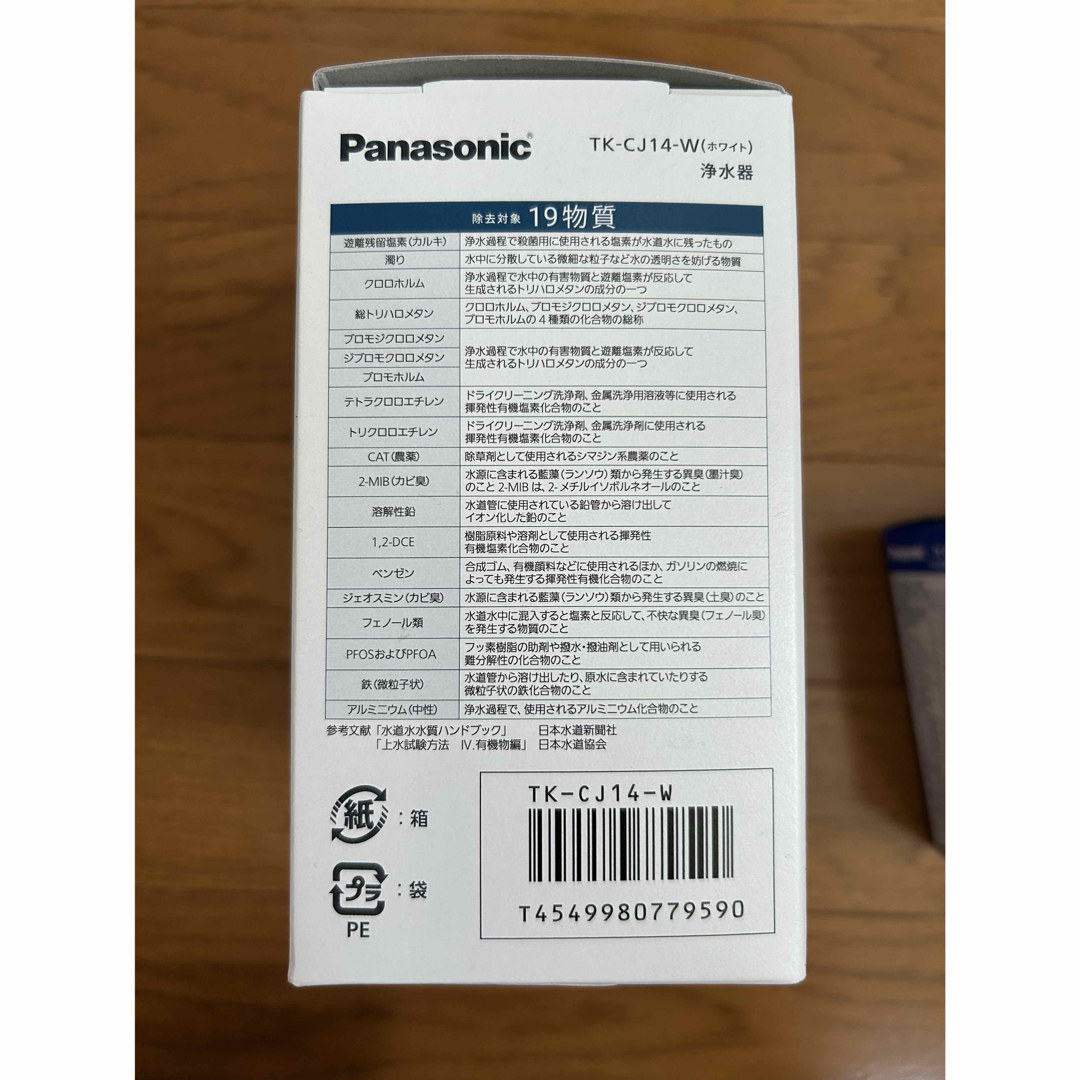 Panasonic®
TK-CJ14-W(ホワイト)
浄水器
除去対象 19物質
遊離残留塩素(カルキ) 浄水過程で殺菌用に使用される塩素が水道水に残ったもの
濁り 水中に分散している微細な粒子など水の透明さを妨げる物質
クロロホルム 浄水過程で水中の有害物質と遊離塩素が反応して
生成されるトリハロメタンの成分の一つ
総トリハロメタン クロロホルム、ブロモジクロロメタン、ジブロモクロロメタン、
ブロモホルムの4種類の化合物の総称
ブロモジクロロメタン
ジブロモクロロメタン
ブロモホルム
浄水過程で水中の有害物質と遊離塩素が反応して
生成されるトリハロメタンの成分の一つ
テトラクロロエチレン ドライクリーニング洗浄剤、金属洗浄用溶液等に使用される
揮発性有機塩素化合物のこと
トリクロロエチレン ドライクリーニング洗浄剤、金属洗浄剤に使用される
揮発性有機塩素化合物のこと
CAT(農薬) 除草剤として使用されるシマジン系農薬のこと
2-MIB(カビ臭) 水源に含まれる藍藻(ランソウ)類から発生する異臭(墨汁臭)
のこと 2-MIBは、2-メチルイソボルネオールのこと
溶解性鉛 水道管に使用されている鉛管から溶け出して
イオン化した鉛のこと
1,2-DCE 樹脂原料や溶剤として使用される揮発性
有機塩素化合物のこと
ベンゼン 合成ゴム、有機顔料などに使用されるほか、ガソリンの燃焼に
よっても発生する揮発性有機化合物のこと
ジェオスミン(カビ臭) 水源に含まれる藍藻(ランソウ)類から発生する異臭(土臭)のこと
フェノール類 水道水中に混入すると塩素と反応して、不快な異臭(フェノール臭)
を発生する物質のこと
PFOSおよびPFOA フッ素樹脂の助剤や撥水・撥油剤として用いられる
難分解性の化合物のこと
鉄(微粒子状) 水道管から溶け出したり、原水に含まれていたりする
微粒子状の鉄化合物のこと
アルミニウム(中性) 浄水過程で、使用されるアルミニウム化合物のこと
参考文献「水道水水質ハンドブック」 日本水道新聞社
「上水試験方法 Ⅳ.有機物編」 日本水道協会
紙 : 箱
プラ : 袋
PE
TK-CJ14-W
T4549980779590